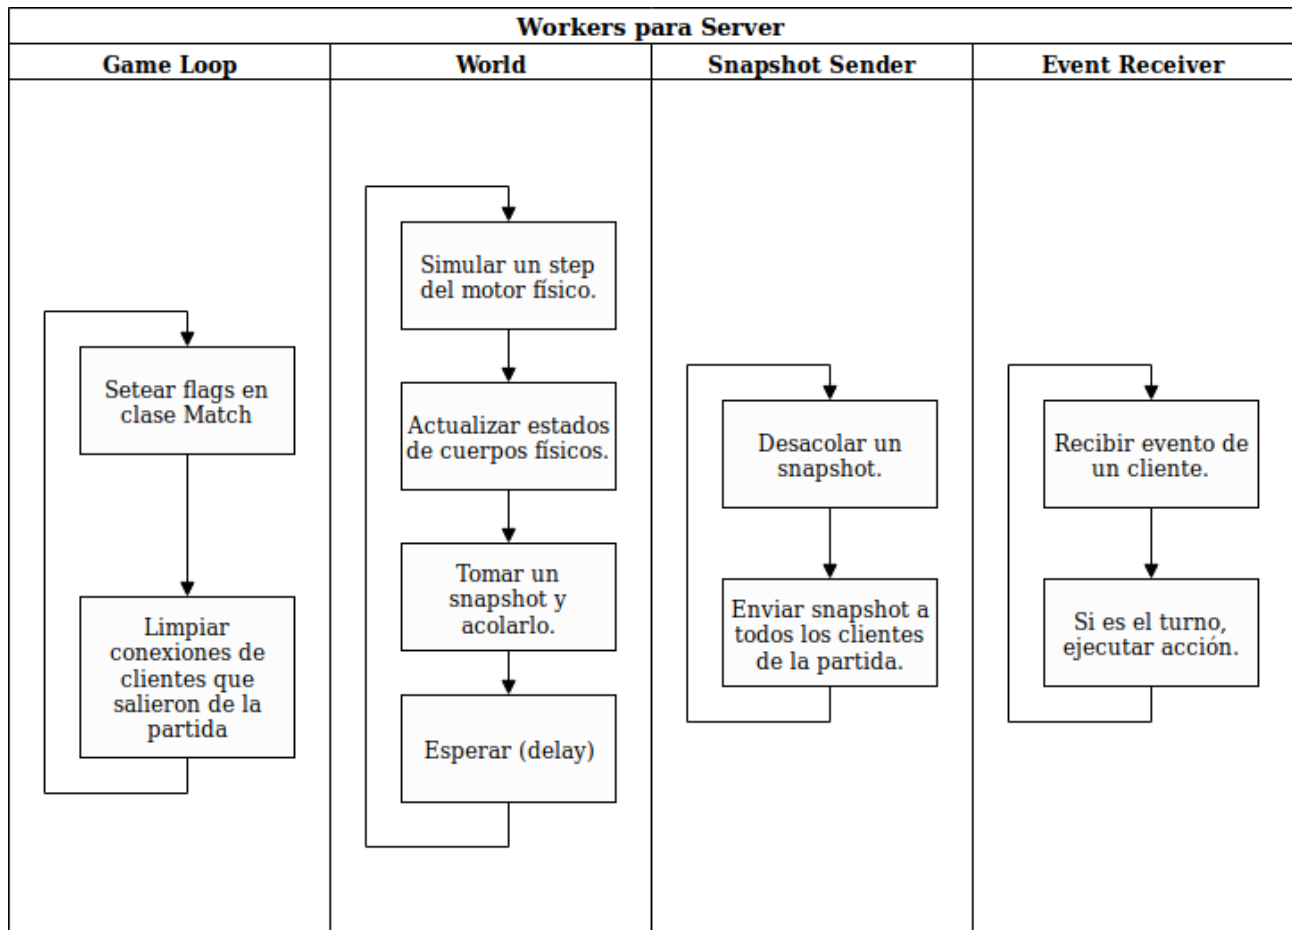 Workers para Server
Game Loop
World
Snapshot Sender
Event Receiver
Setear flags en
clase Match
Limpiar
conexiones de
clientes que
salieron de la
partida
Simular un step
del motor físico.
Actualizar estados
de cuerpos físicos.
Tomar un
snapshot y
acolarlo.
Esperar (delay)
Desacolar un
snapshot.
Enviar snapshot a
todos los clientes
de la partida.
Recibir evento de
un cliente.
Si es el turno,
ejecutar acción.